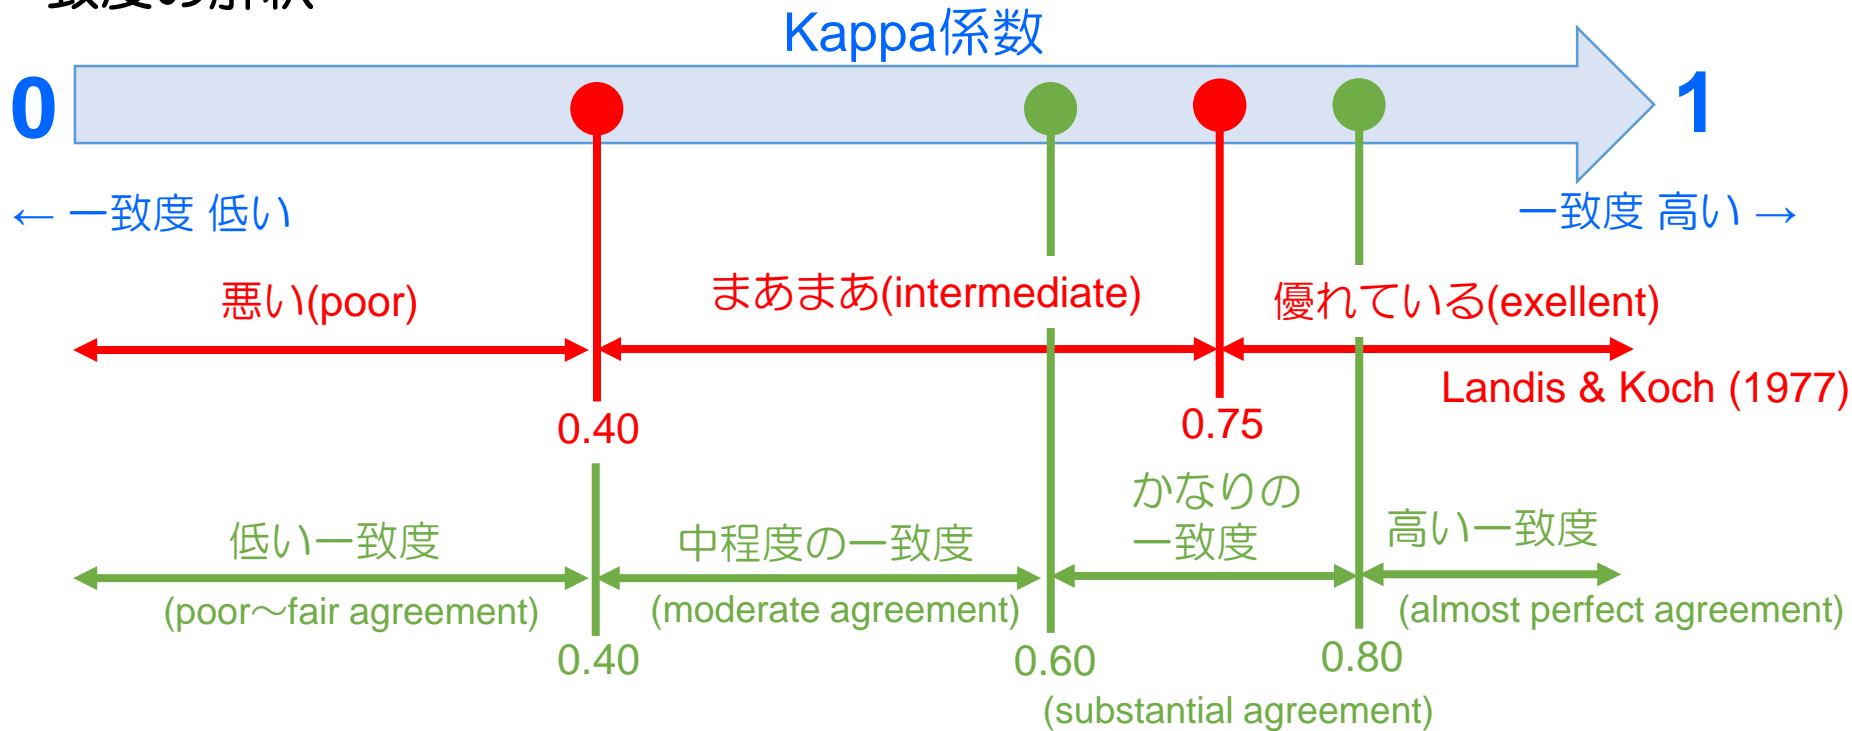 Kappa係数
0
1
← 一致度 低い
一致度 高い →
悪い(poor)
まあまあ(intermediate)
優れている(exellent)
Landis & Koch (1977)
0.40
0.75
低い一致度
(poor～fair agreement)
中程度の一致度
(moderate agreement)
かなりの
一致度
高い一致度
(almost perfect agreement)
0.40
0.60
0.80
(substantial agreement)